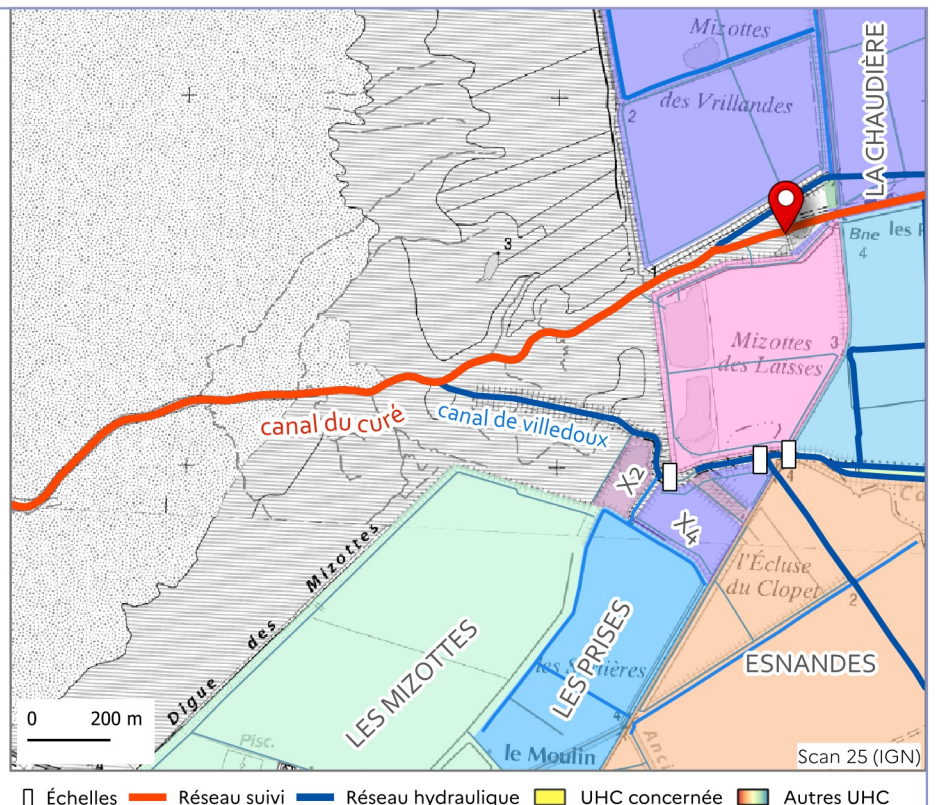 Mizottes
des Vrillandes
2
LA CHAUDIÈRE
3
1
Bne
4
les
Mizottes
des Laisses
3
canal du curé
canal de villedoux
X2
X4
4
l'Écluse
du Clopet
2
Digue des Mizottes
LES MIZOTTES
LES PRISES
ESNANDES
4
le Moulin
Pisc.
0 200 m
Scan 25 (IGN)
Échelles Réseau suivi Réseau hydraulique UHC concernée Autres UHC